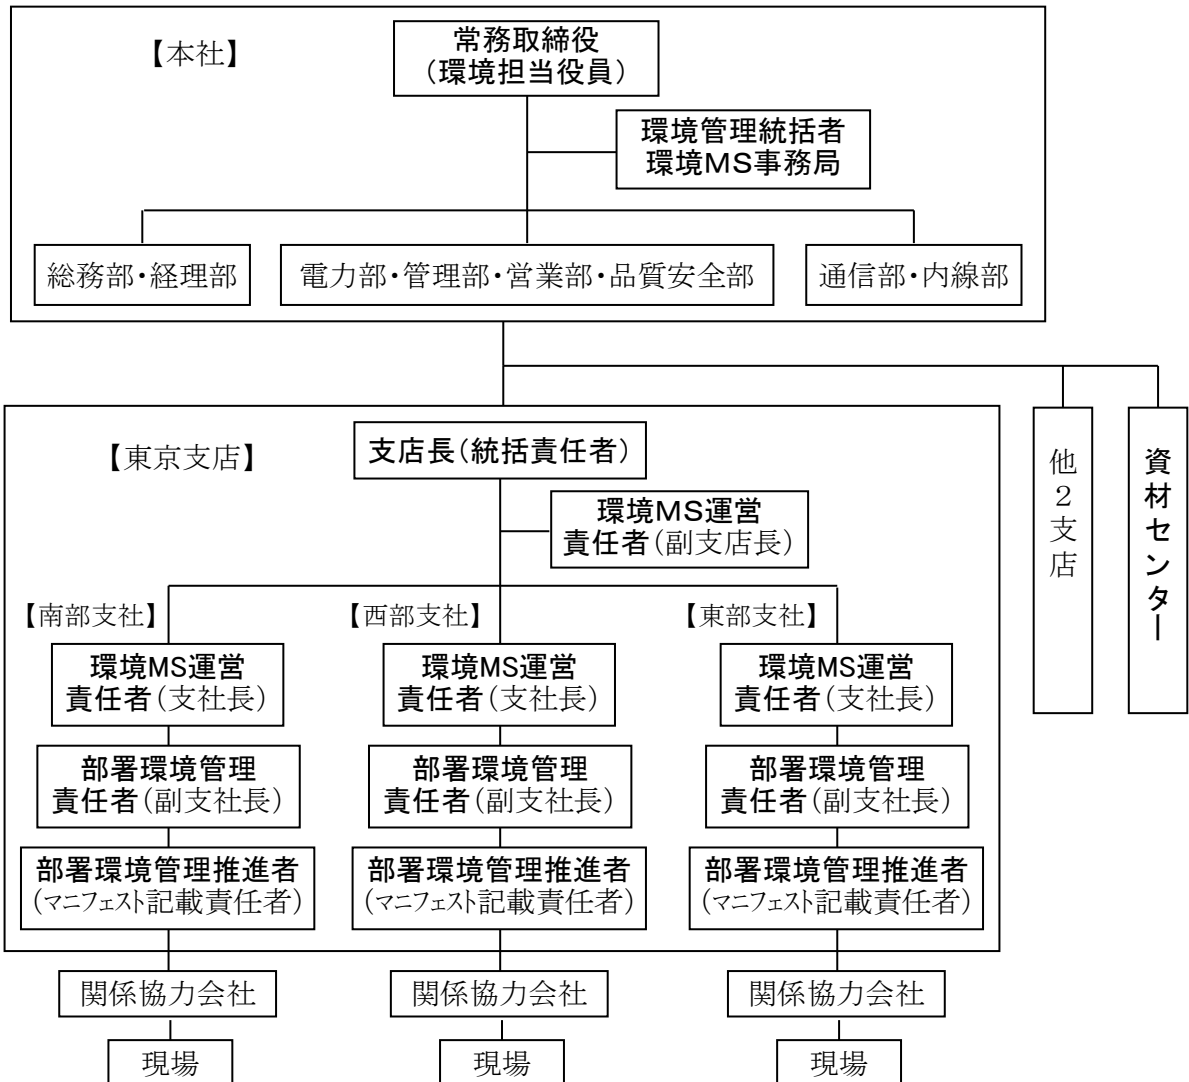 【本社】
常務取締役
(環境担当役員)
環境管理統括者
環境MS事務局
総務部・経理部
電力部・管理部・営業部・品質安全部
通信部・内線部
【東京支店】
支店長(統括責任者)
環境MS運営
責任者(副支店長)
他2支店
資材センター
【南部支社】
【西部支社】
【東部支社】
環境MS運営
責任者(支社長)
環境MS運営
責任者(支社長)
環境MS運営
責任者(支社長)
部署環境管理
責任者(副支社長)
部署環境管理
責任者(副支社長)
部署環境管理
責任者(副支社長)
部署環境管理推進者
(マニフェスト記載責任者)
部署環境管理推進者
(マニフェスト記載責任者)
部署環境管理推進者
(マニフェスト記載責任者)
関係協力会社
関係協力会社
関係協力会社
現場
現場
現場